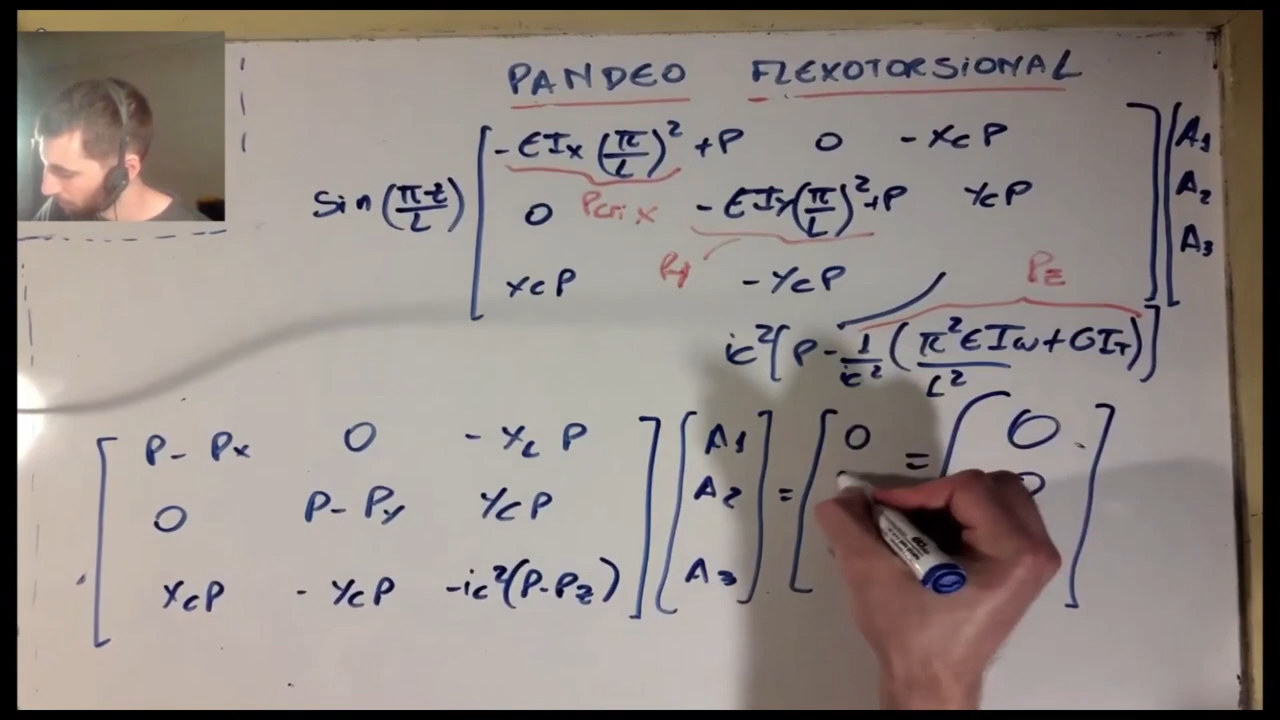 PANDEO FLEXOTORSIONAL
Sin (πz/L) [ -EIx (π/L)² + P 0 - XcP ] [ A1
0 Pcri X - EIy (π/L)² + P YcP A2
A3
Py Pz
XcP - YcP
ic² [ P - 1/ic² ( π²EIω/L² + GIT ) ]
[ P - Px 0 - Xc P ] [ A1 ] = [ 0 = [ 0 ]
0 P - Py YcP A2
XcP - YcP -ic² (P - Pz) A3